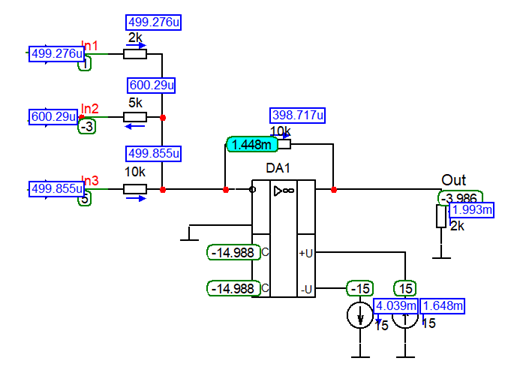 499.276u
In1
2k
499.276u
1
600.29u
In2
5k
600.29u
-3
398.717u
10k
499.855u
1.448m
In3
10k
DA1
499.855u
5
Out
-3.986
1.993m
2k
-14.988
C
+U
-14.988
C
-U
-15
15
4.039m
1.648m
15
15